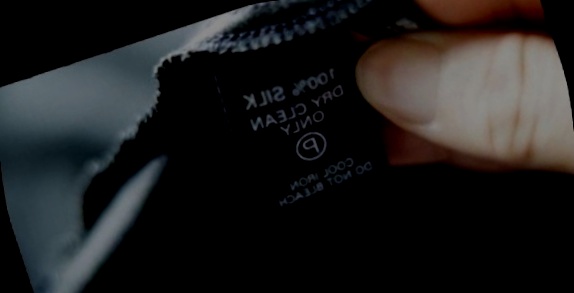 100% SILK
DRY CLEAN
ONLY
P
COOL IRON
DO NOT BLEACH